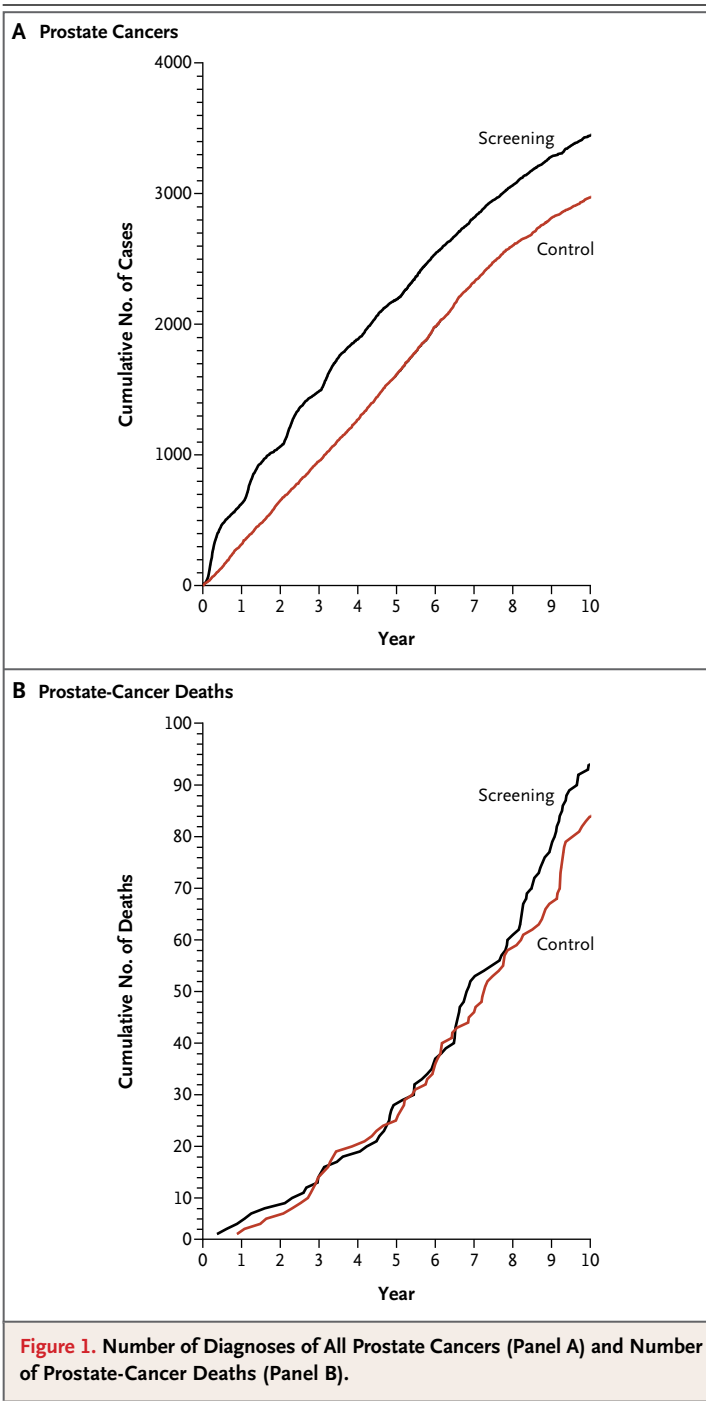 A Prostate Cancers
4000
3000
2000
1000
0
Cumulative No. of Cases
Screening
Control
0 1 2 3 4 5 6 7 8 9 10
Year
B Prostate-Cancer Deaths
100
90
80
70
60
50
40
30
20
10
0
Cumulative No. of Deaths
Screening
Control
0 1 2 3 4 5 6 7 8 9 10
Year
Figure 1. Number of Diagnoses of All Prostate Cancers (Panel A) and Number
of Prostate-Cancer Deaths (Panel B).